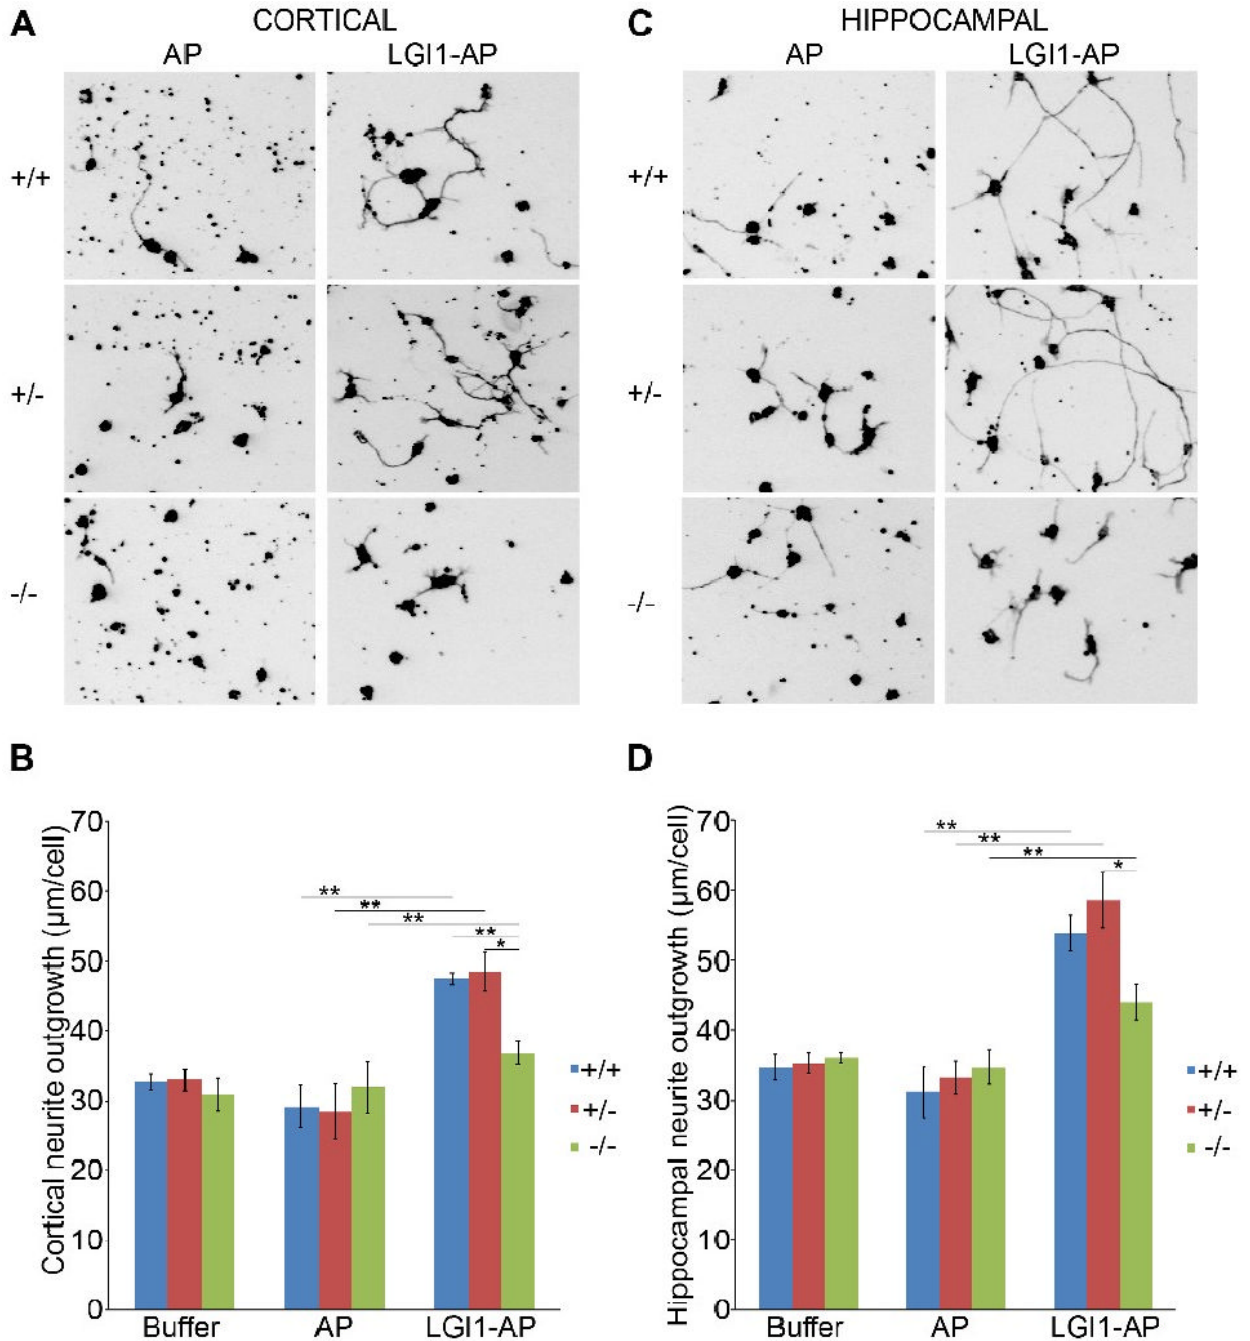 A
CORTICAL
AP
LGI1-AP
+/+
+/-
-/-
C
HIPPOCAMPAL
AP
LGI1-AP
+/+
+/-
-/-
B
Cortical neurite outgrowth (µm/cell)
70
60
50
40
30
20
10
0
**
**
**
**
*
Buffer
AP
LGI1-AP
+/+
+/-
-/-
D
Hippocampal neurite outgrowth (µm/cell)
70
60
50
40
30
20
10
0
**
**
**
*
Buffer
AP
LGI1-AP
+/+
+/-
-/-